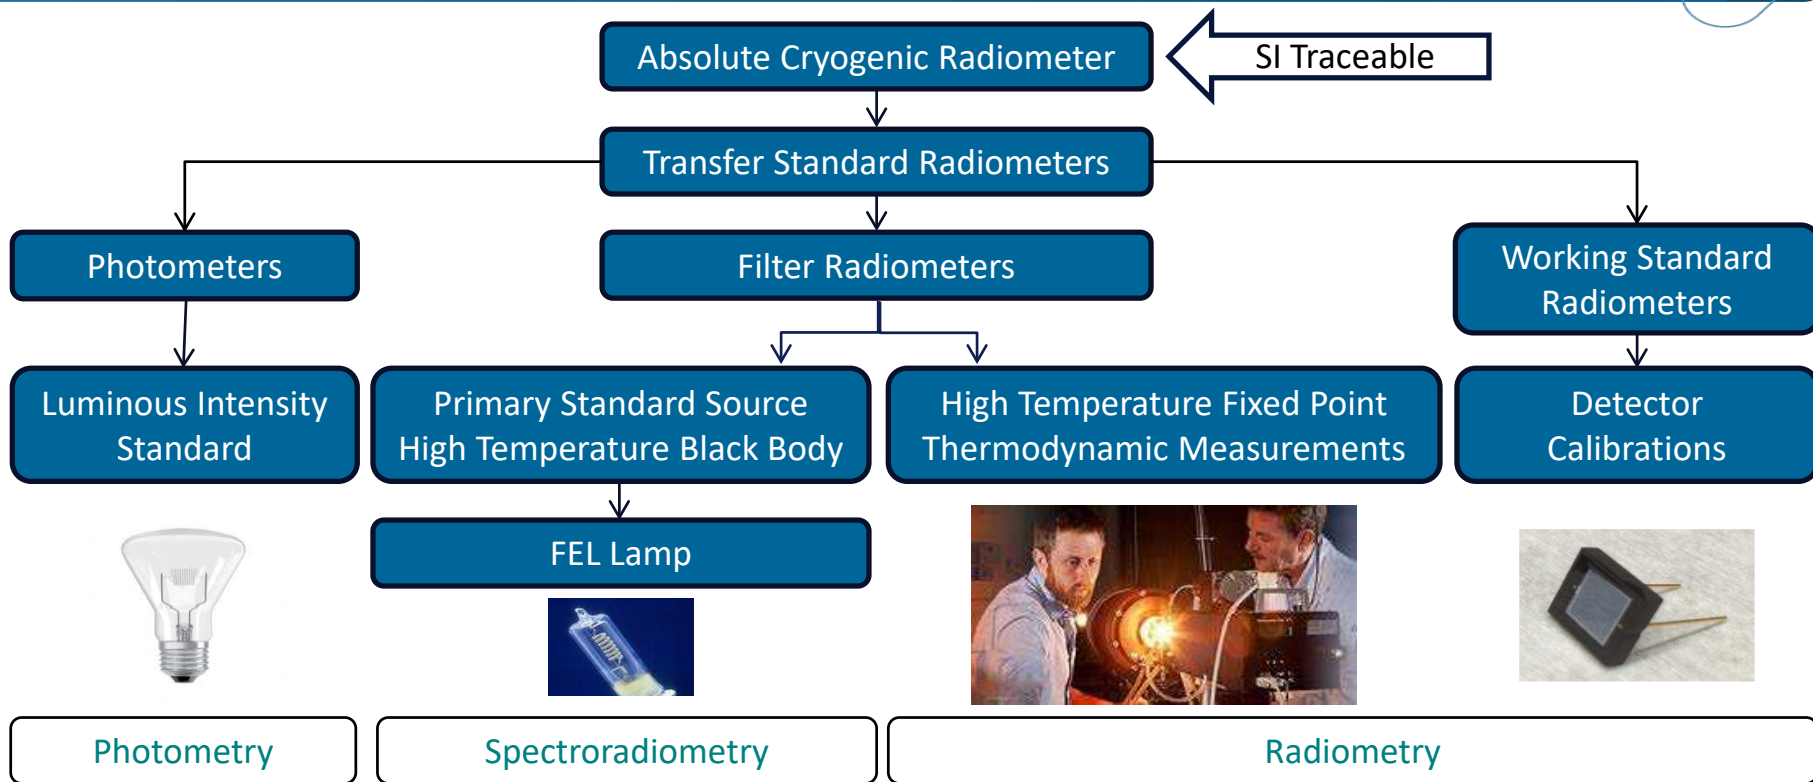 Absolute Cryogenic Radiometer
SI Traceable
Transfer Standard Radiometers
Photometers
Filter Radiometers
Working Standard
Radiometers
Luminous Intensity
Standard
Primary Standard Source
High Temperature Black Body
High Temperature Fixed Point
Thermodynamic Measurements
Detector
Calibrations
FEL Lamp
Photometry
Spectroradiometry
Radiometry